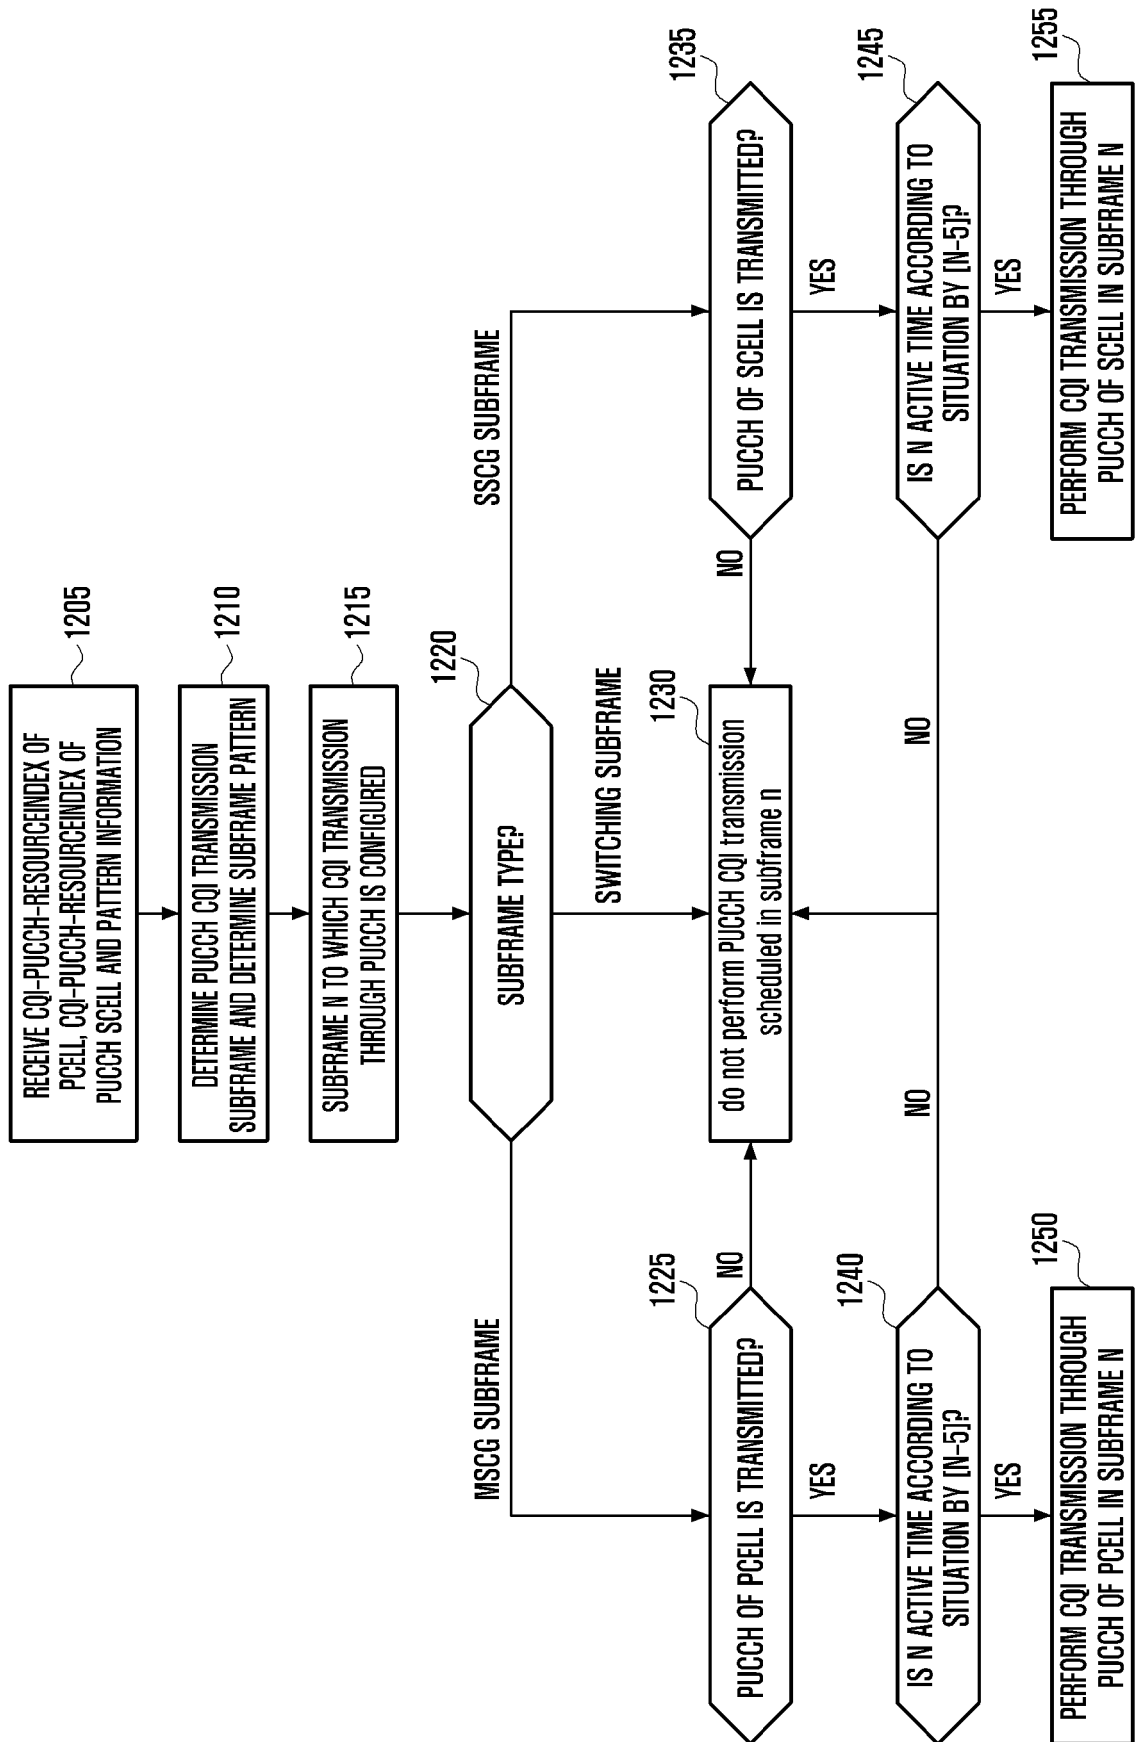 RECEIVE CQI-PUCCH-RESOURCEINDEX OF
PCELL, CQI-PUCCH-RESOURCEINDEX OF
PUCCH SCELL AND PATTERN INFORMATION
1205
DETERMINE PUCCH CQI TRANSMISSION
SUBFRAME AND DETERMINE SUBFRAME PATTERN
1210
SUBFRAME N TO WHICH CQI TRANSMISSION
THROUGH PUCCH IS CONFIGURED
1215
SUBFRAME TYPE?
1220
MSCG SUBFRAME
SWITCHING SUBFRAME
SSCG SUBFRAME
PUCCH OF PCELL IS TRANSMITTED?
1225
NO
do not perform PUCCH CQI transmission
scheduled in subframe n
1230
NO
PUCCH OF SCELL IS TRANSMITTED?
1235
YES
YES
IS N ACTIVE TIME ACCORDING TO
SITUATION BY [N-5]?
1240
NO
NO
IS N ACTIVE TIME ACCORDING TO
SITUATION BY [N-5]?
1245
YES
YES
PERFORM CQI TRANSMISSION THROUGH
PUCCH OF PCELL IN SUBFRAME N
1250
PERFORM CQI TRANSMISSION THROUGH
PUCCH OF SCELL IN SUBFRAME N
1255